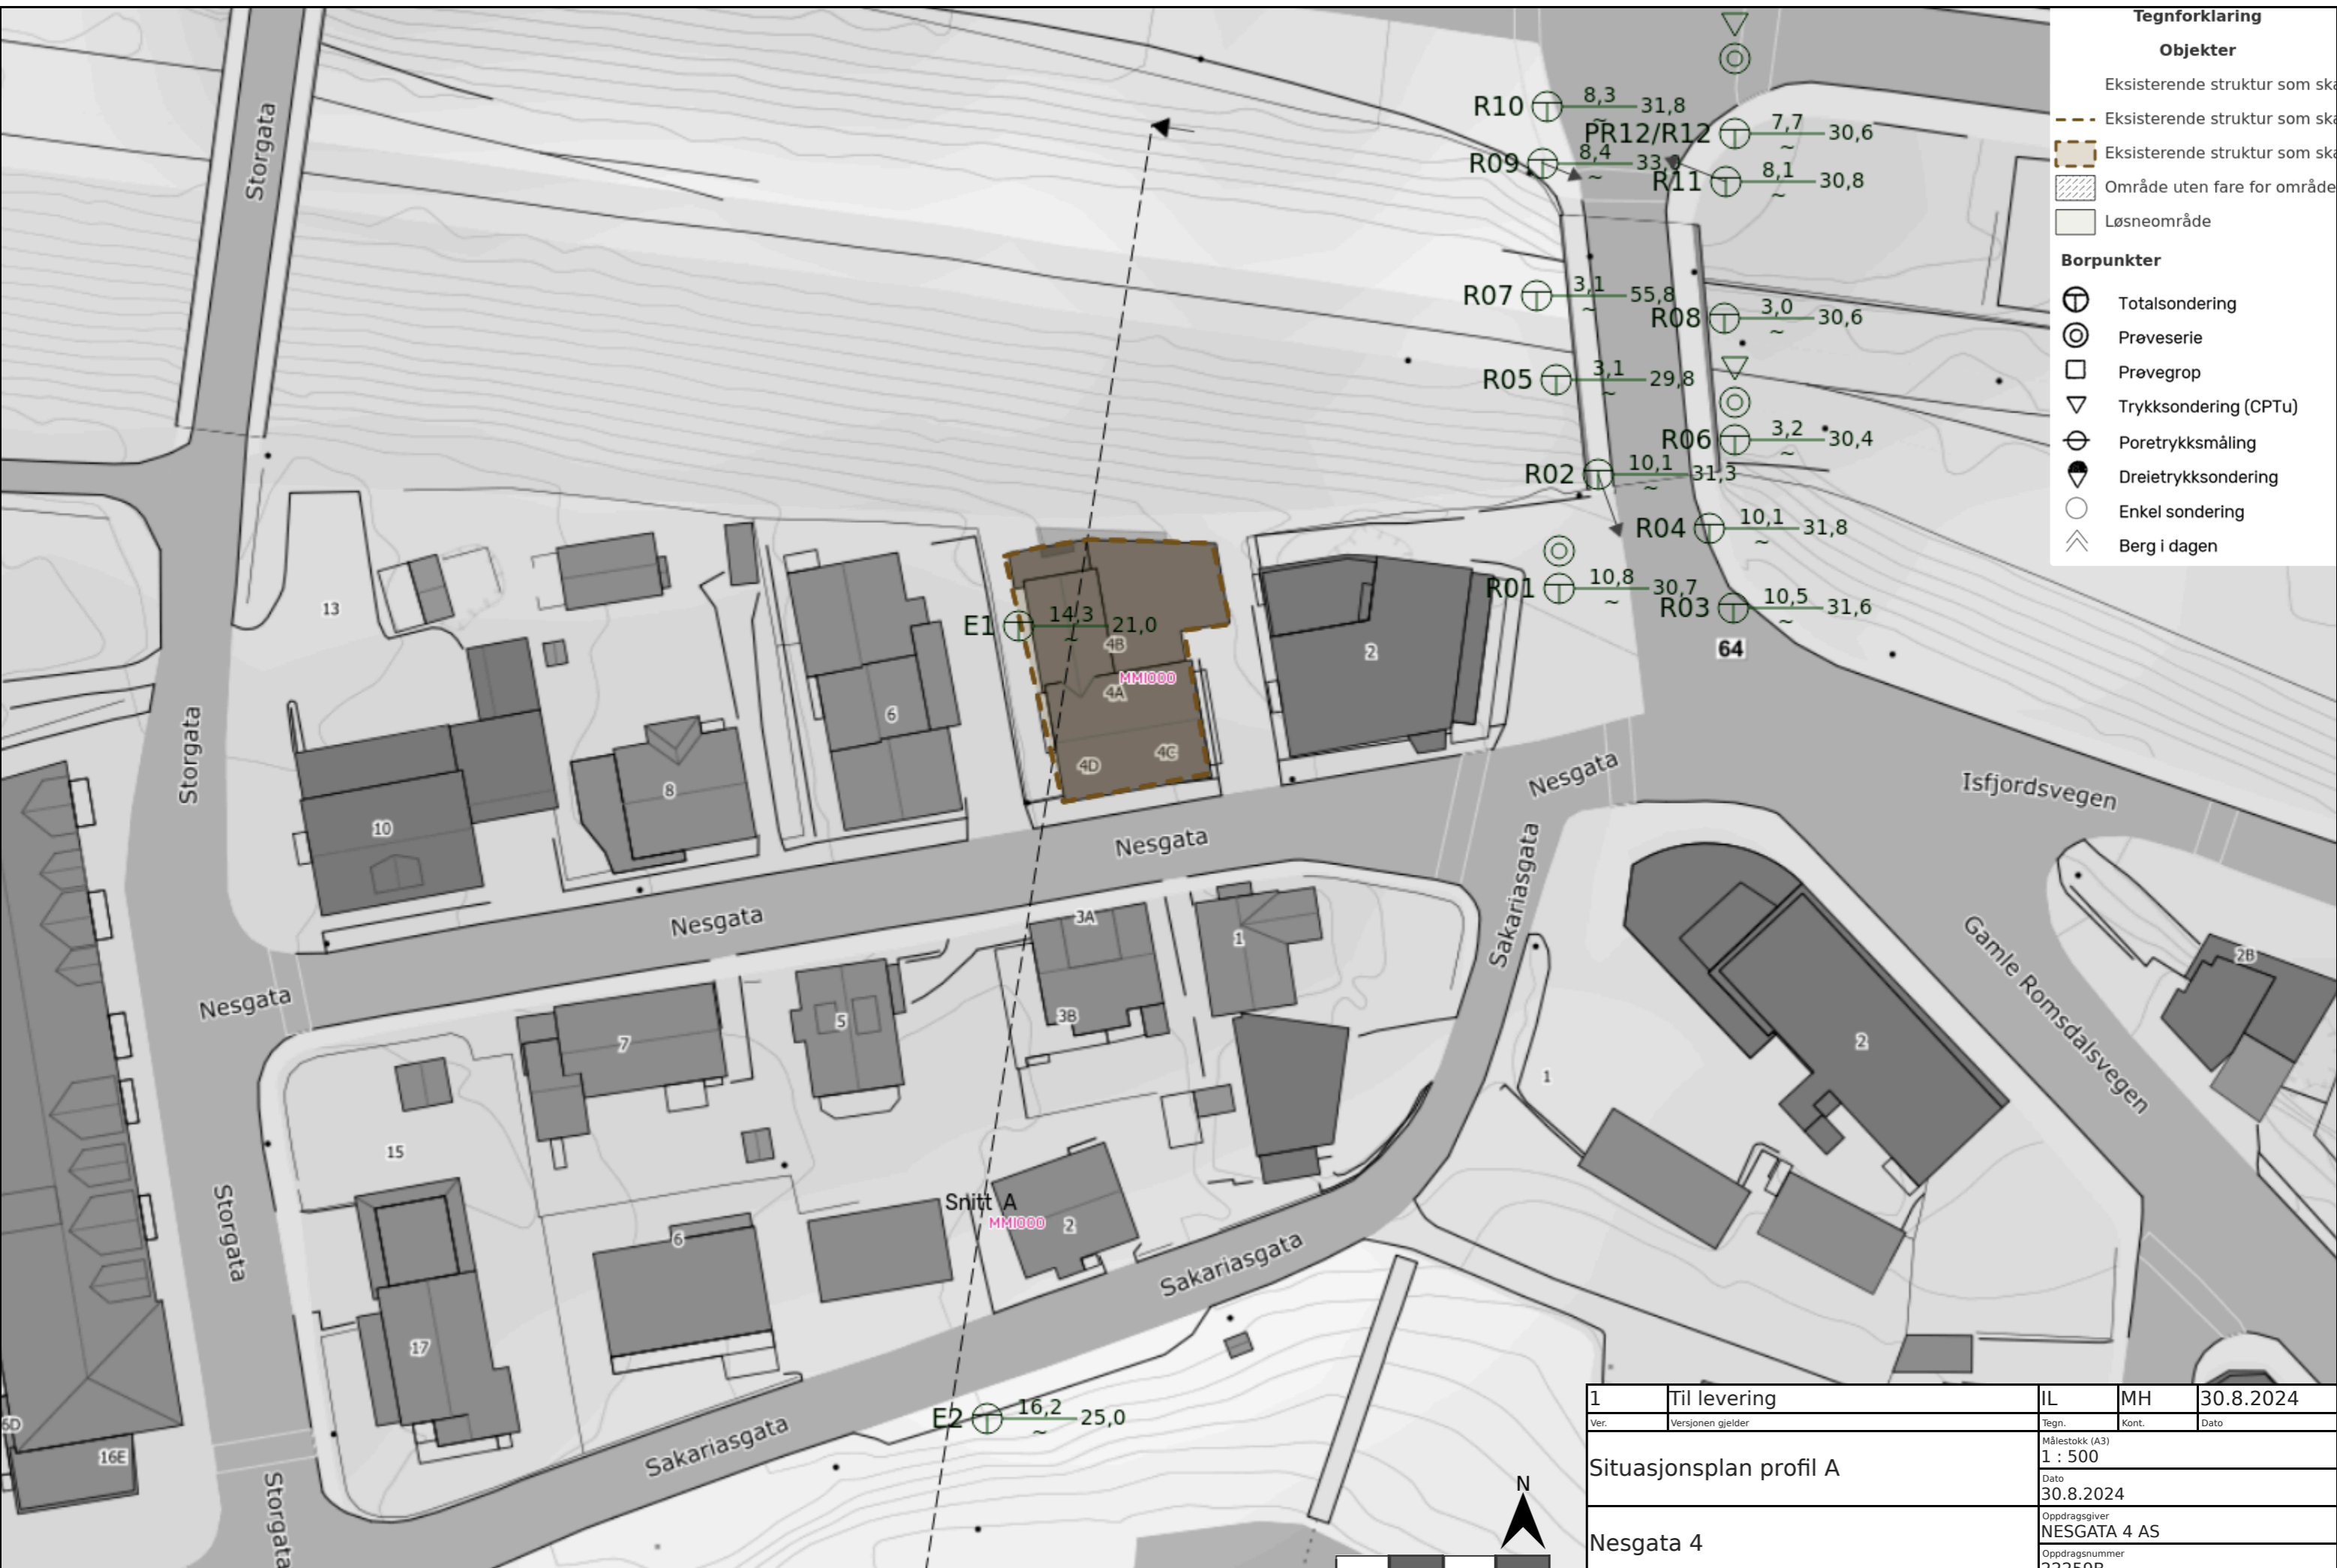 Tegnforklaring
Objekter
Eksisterende struktur som ska
Eksisterende struktur som ska
Eksisterende struktur som ska
Område uten fare for område
Løsneområde
Borpunkter
Totalsondering
Prøveserie
Prøvegrop
Trykksondering (CPTu)
Poretrykksmåling
Dreietrykksondering
Enkel sondering
Berg i dagen
R10 8,3 ~ 31,8
PR12/R12 7,7 ~ 30,6
R09 8,4 ~
R11 8,1 ~ 30,8
R07 3,1 ~ 55,8
R08 3,0 ~ 30,6
R05 3,1 ~ 29,8
R06 3,2 ~ 30,4
R02 10,1 ~ 31,3
R04 10,1 ~ 31,8
R01 10,8 ~ 30,7
R03 10,5 ~ 31,6
64
E1 14,3 ~ 21,0
4B
MMI000
4A
4D
4C
Storgata
13
6
2
Storgata
8
10
Nesgata
Isfjordsvegen
Nesgata
Sakariasgata
Nesgata
3A
1
Gamle Romsdalsvegen
2B
Nesgata
7
5
3B
2
1
15
Storgata
Snitt A
MMI000
2
6
Sakariasgata
17
E2 16,2 ~ 25,0
Sakariasgata
6D
16E
Storgata
N
1 Til levering IL MH 30.8.2024
Ver. Versjonen gjelder Tegn. Kont. Dato
Situasjonsplan profil A
Målestokk (A3)
1 : 500
Dato
30.8.2024
Nesgata 4
Oppdragsgiver
NESGATA 4 AS
Oppdragsnummer